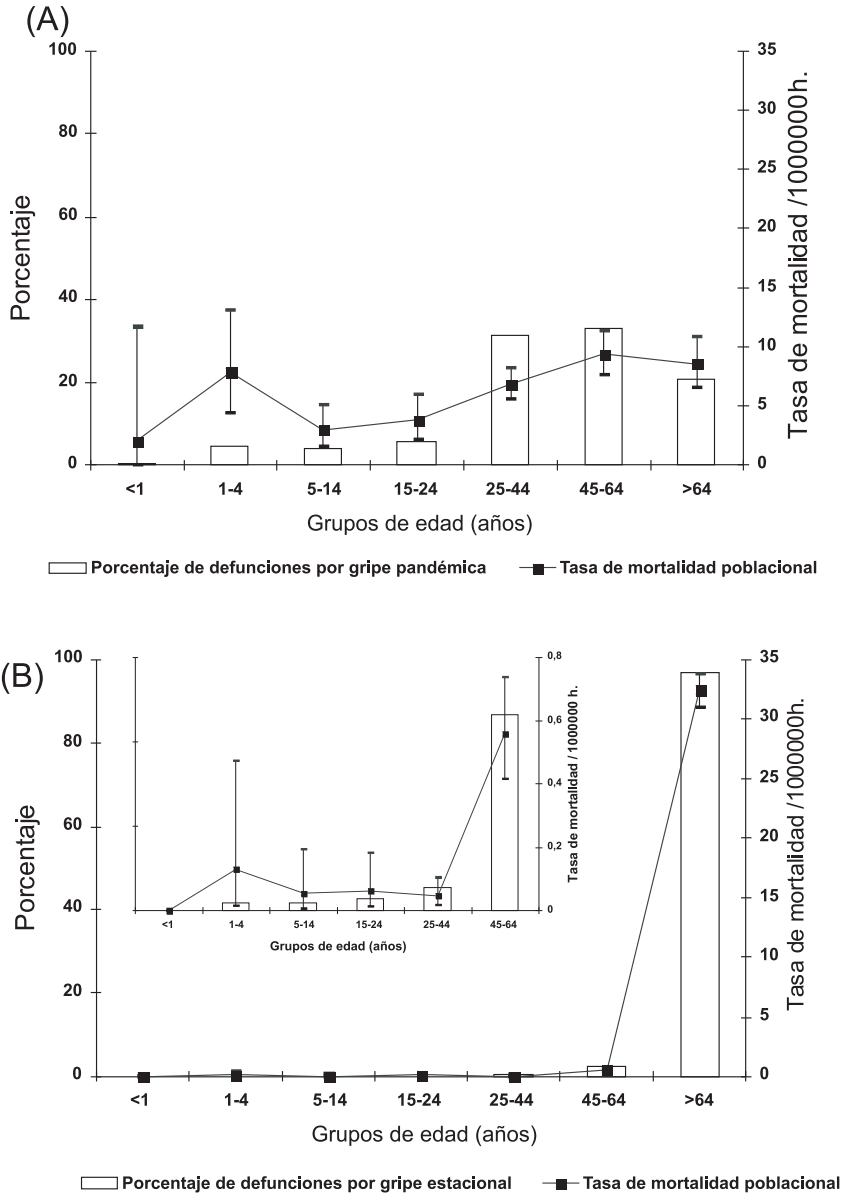 (A)
100
80
60
40
20
0
Porcentaje
35
30
25
20
15
10
5
0
Tasa de mortalidad /1000000h.
<1 1-4 5-14 15-24 25-44 45-64 >64
Grupos de edad (años)
Porcentaje de defunciones por gripe pandémica Tasa de mortalidad poblacional
(B)
100
80
60
40
20
0
Porcentaje
0,8
0,6
0,4
0,2
0
Tasa de mortalidad / 1000000 h.
<1 1-4 5-14 15-24 25-44 45-64
Grupos de edad (años)
35
30
25
20
15
10
5
0
Tasa de mortalidad /1000000h.
<1 1-4 5-14 15-24 25-44 45-64 >64
Grupos de edad (años)
Porcentaje de defunciones por gripe estacional Tasa de mortalidad poblacional